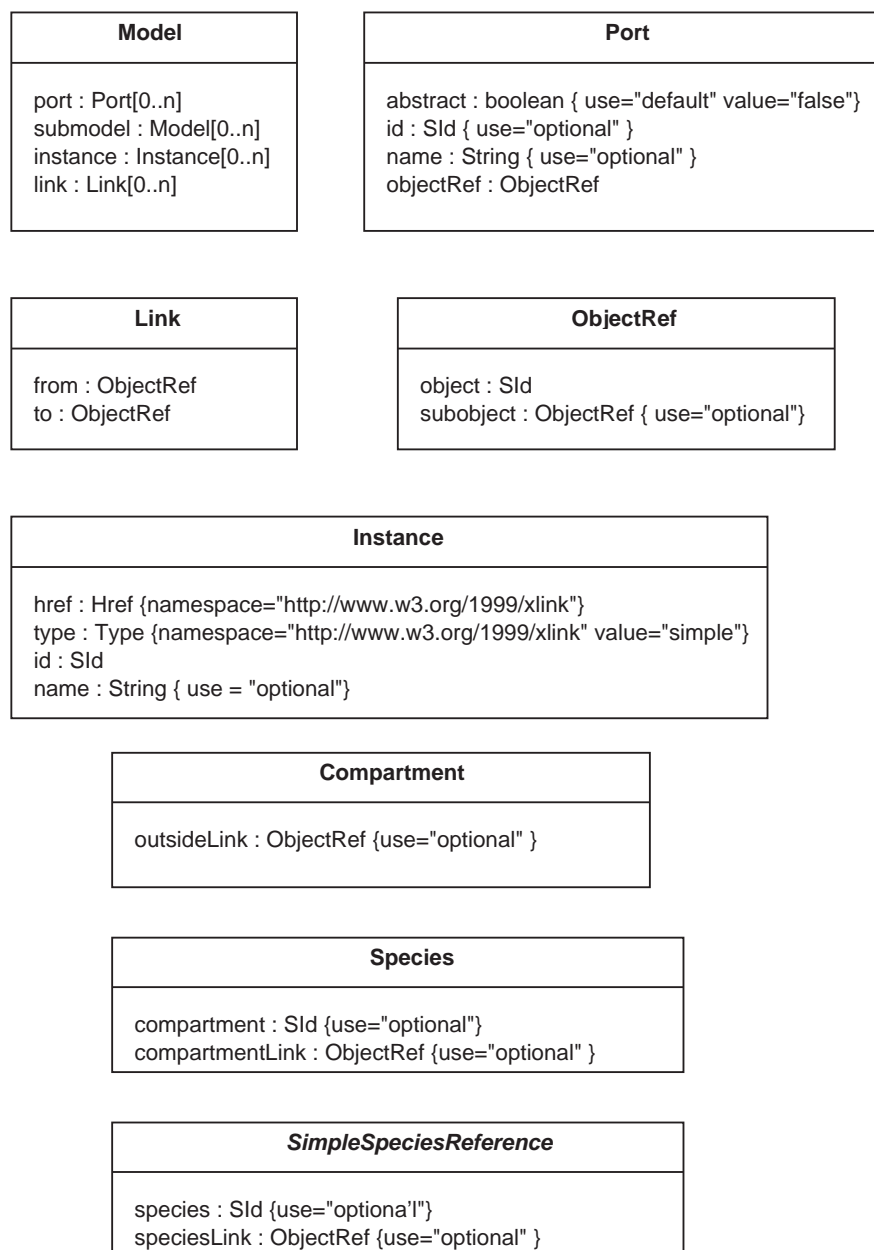 Model
port : Port[0..n]
submodel : Model[0..n]
instance : Instance[0..n]
link : Link[0..n]
Port
abstract : boolean { use="default" value="false"}
id : SId { use="optional" }
name : String { use="optional" }
objectRef : ObjectRef
Link
from : ObjectRef
to : ObjectRef
ObjectRef
object : SId
subobject : ObjectRef { use="optional"}
Instance
href : Href {namespace="http://www.w3.org/1999/xlink"}
type : Type {namespace="http://www.w3.org/1999/xlink" value="simple"}
id : SId
name : String { use = "optional"}
Compartment
outsideLink : ObjectRef {use="optional" }
Species
compartment : SId {use="optional"}
compartmentLink : ObjectRef {use="optional" }
SimpleSpeciesReference
species : SId {use="optiona’l"}
speciesLink : ObjectRef {use="optional" }